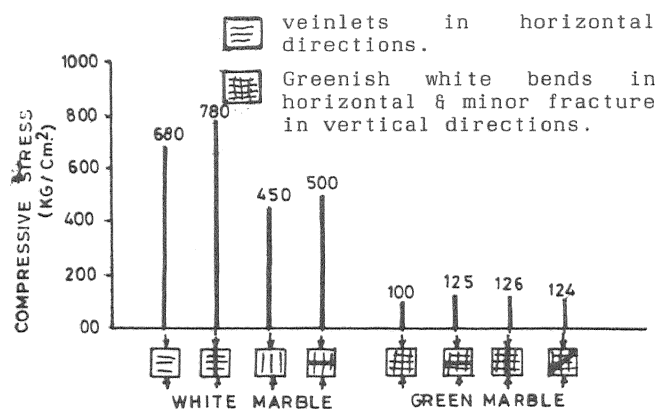 veinlets in horizontal
directions.
Greenish white bends in
horizontal & minor fracture
in vertical directions.
COMPRESSIVE STRESS
(KG/Cm²)
1000
800
600
400
200
00
680
780
450
500
100
125
126
124
WHITE MARBLE
GREEN MARBLE